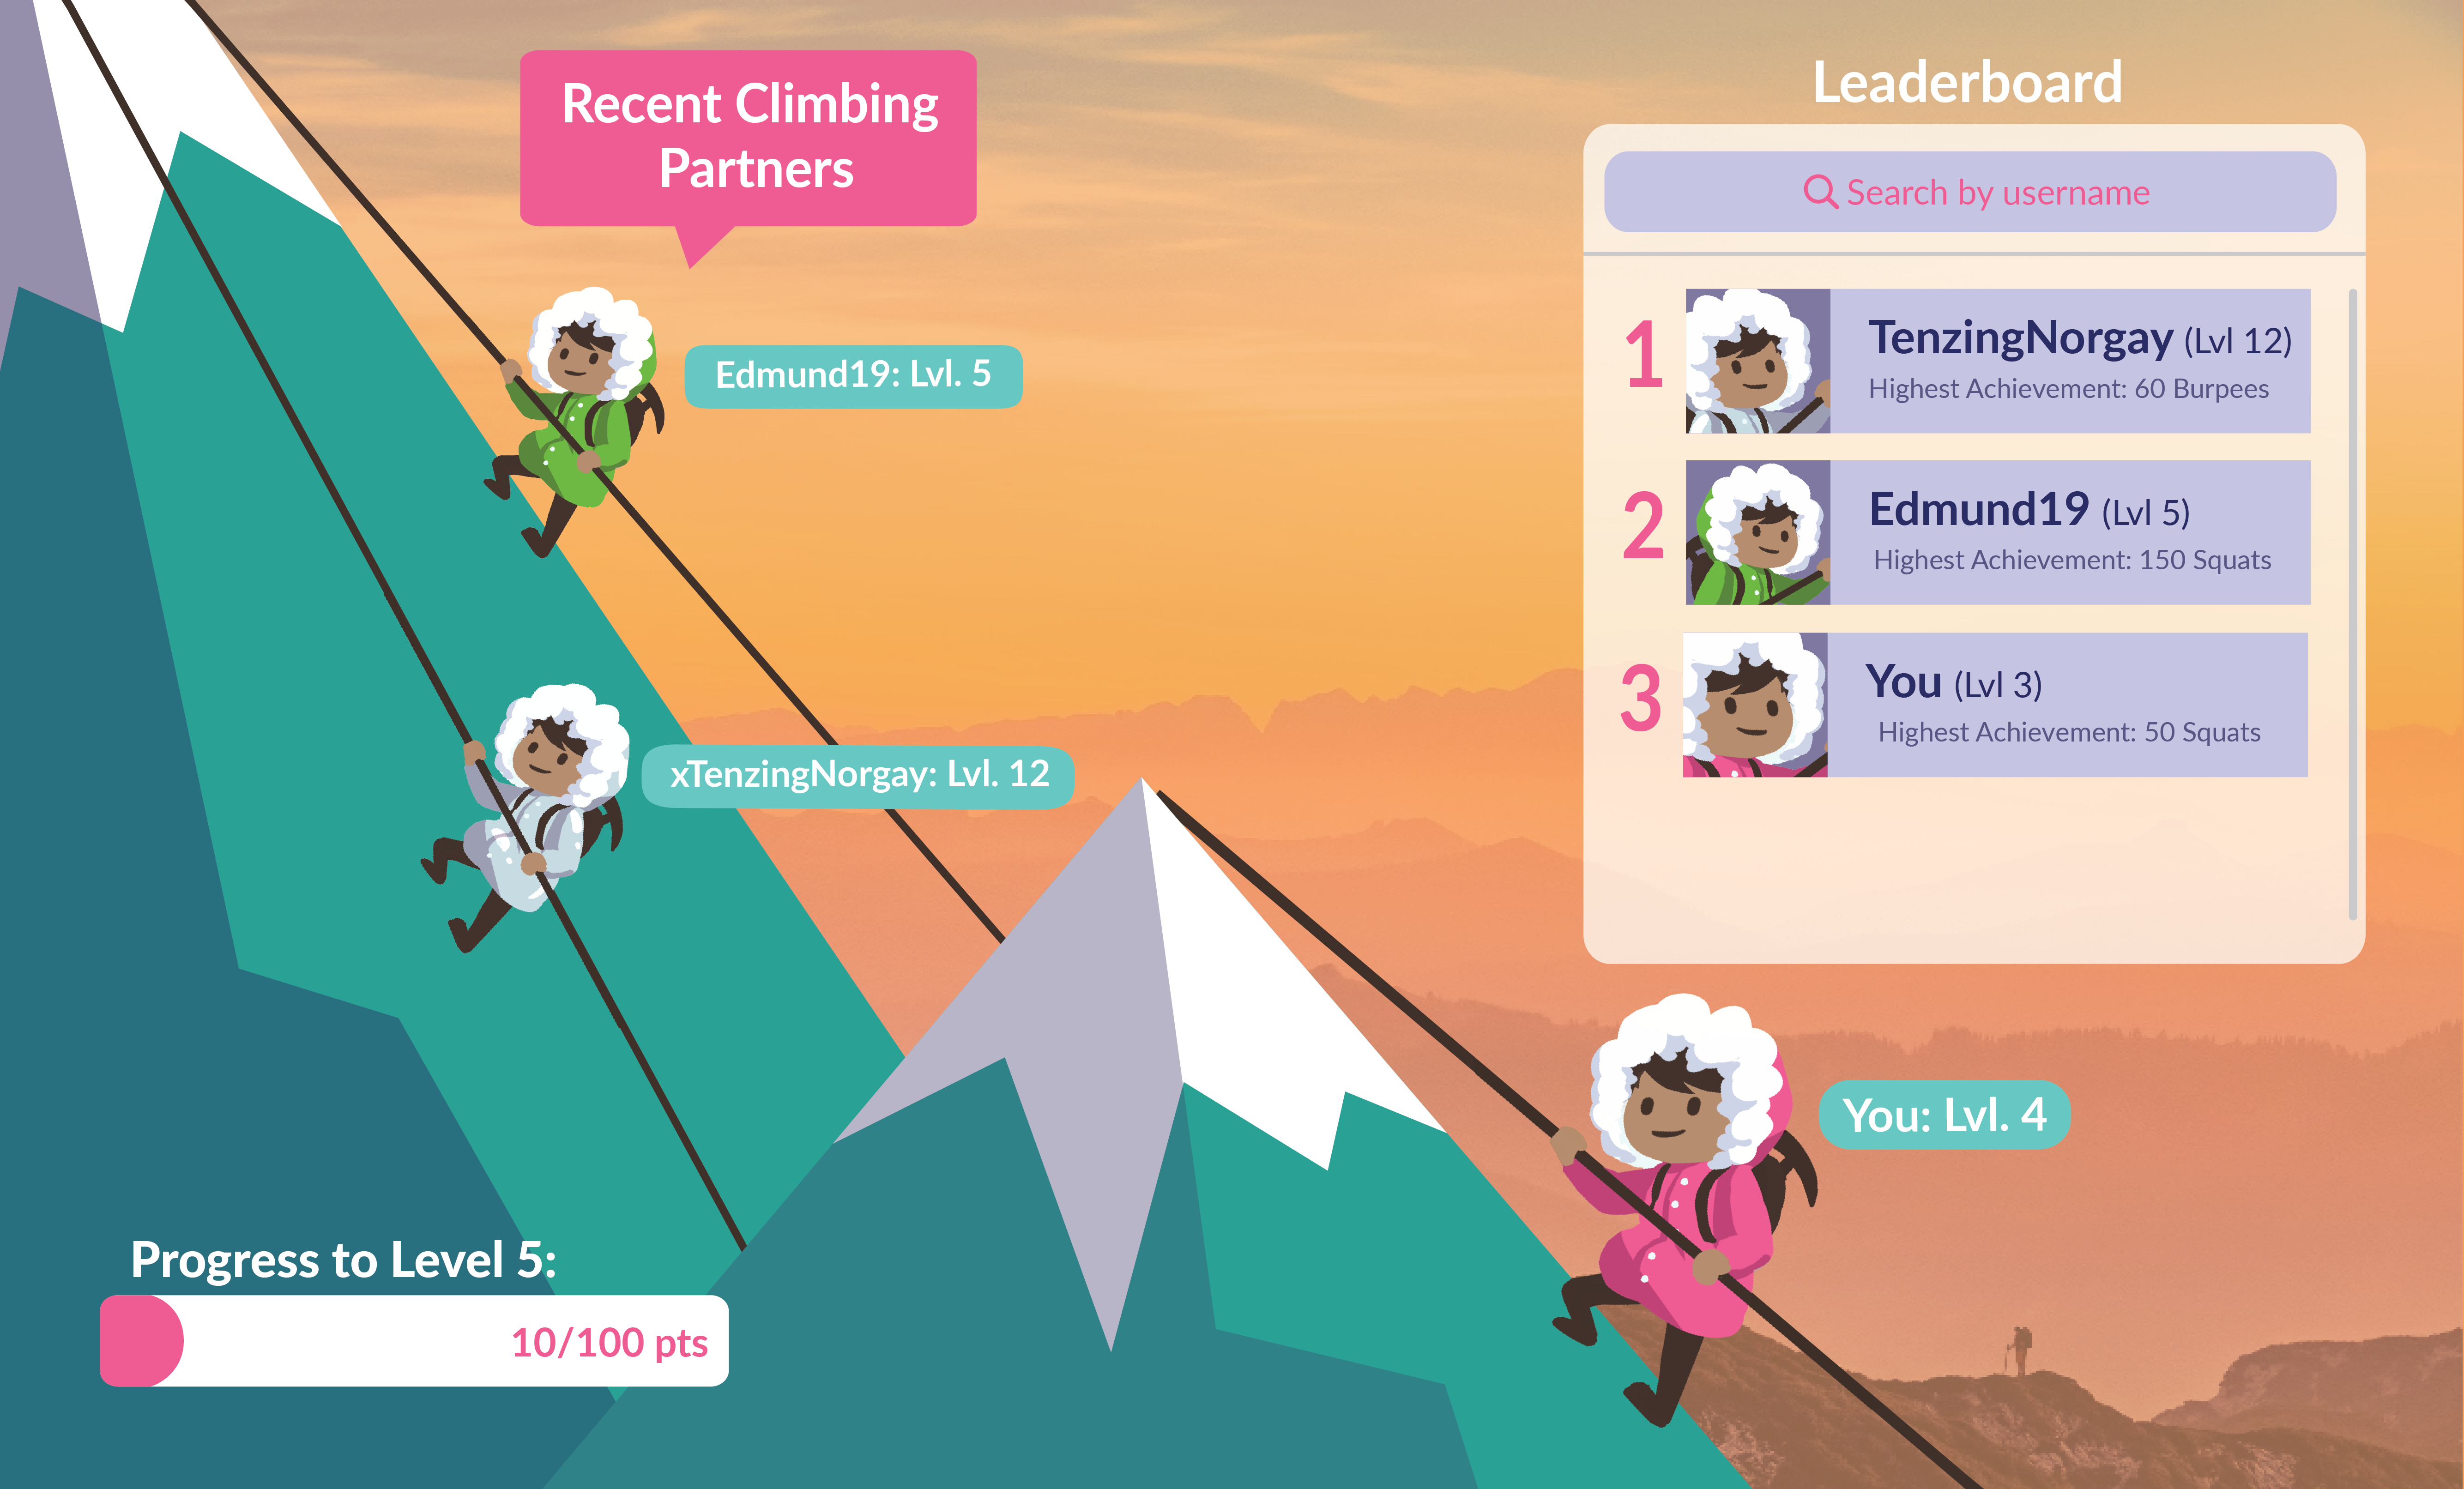 Recent Climbing
Partners
Edmund19: Lvl. 5
xTenzingNorgay: Lvl. 12
Leaderboard
Search by username
1
TenzingNorgay (Lvl 12)
Highest Achievement: 60 Burpees
2
Edmund19 (Lvl 5)
Highest Achievement: 150 Squats
3
You (Lvl 3)
Highest Achievement: 50 Squats
You: Lvl. 4
Progress to Level 5:
10/100 pts